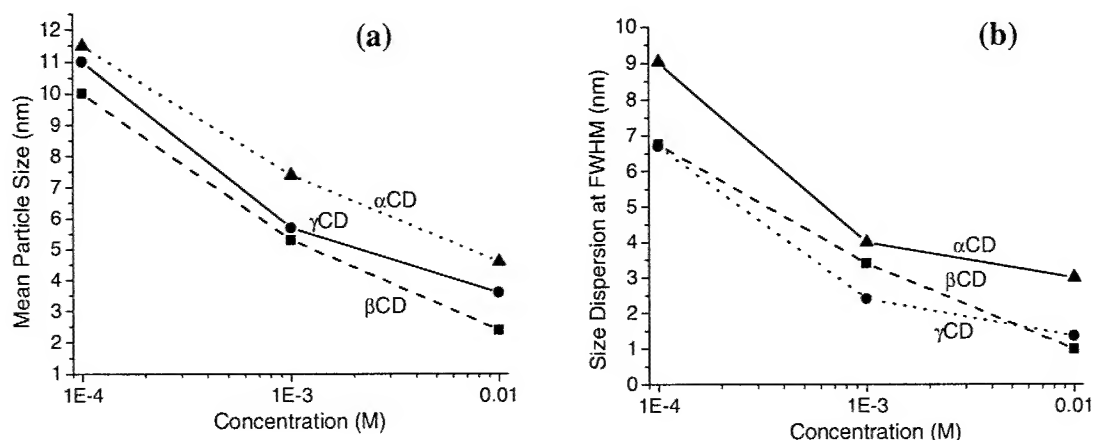 (a)
Mean Particle Size (nm)
12
11
10
9
8
7
6
5
4
3
2
1
αCD
γCD
βCD
1E-4 1E-3 0.01
Concentration (M)
(b)
Size Dispersion at FWHM (nm)
10
9
8
7
6
5
4
3
2
1
0
αCD
βCD
γCD
1E-4 1E-3 0.01
Concentration (M)